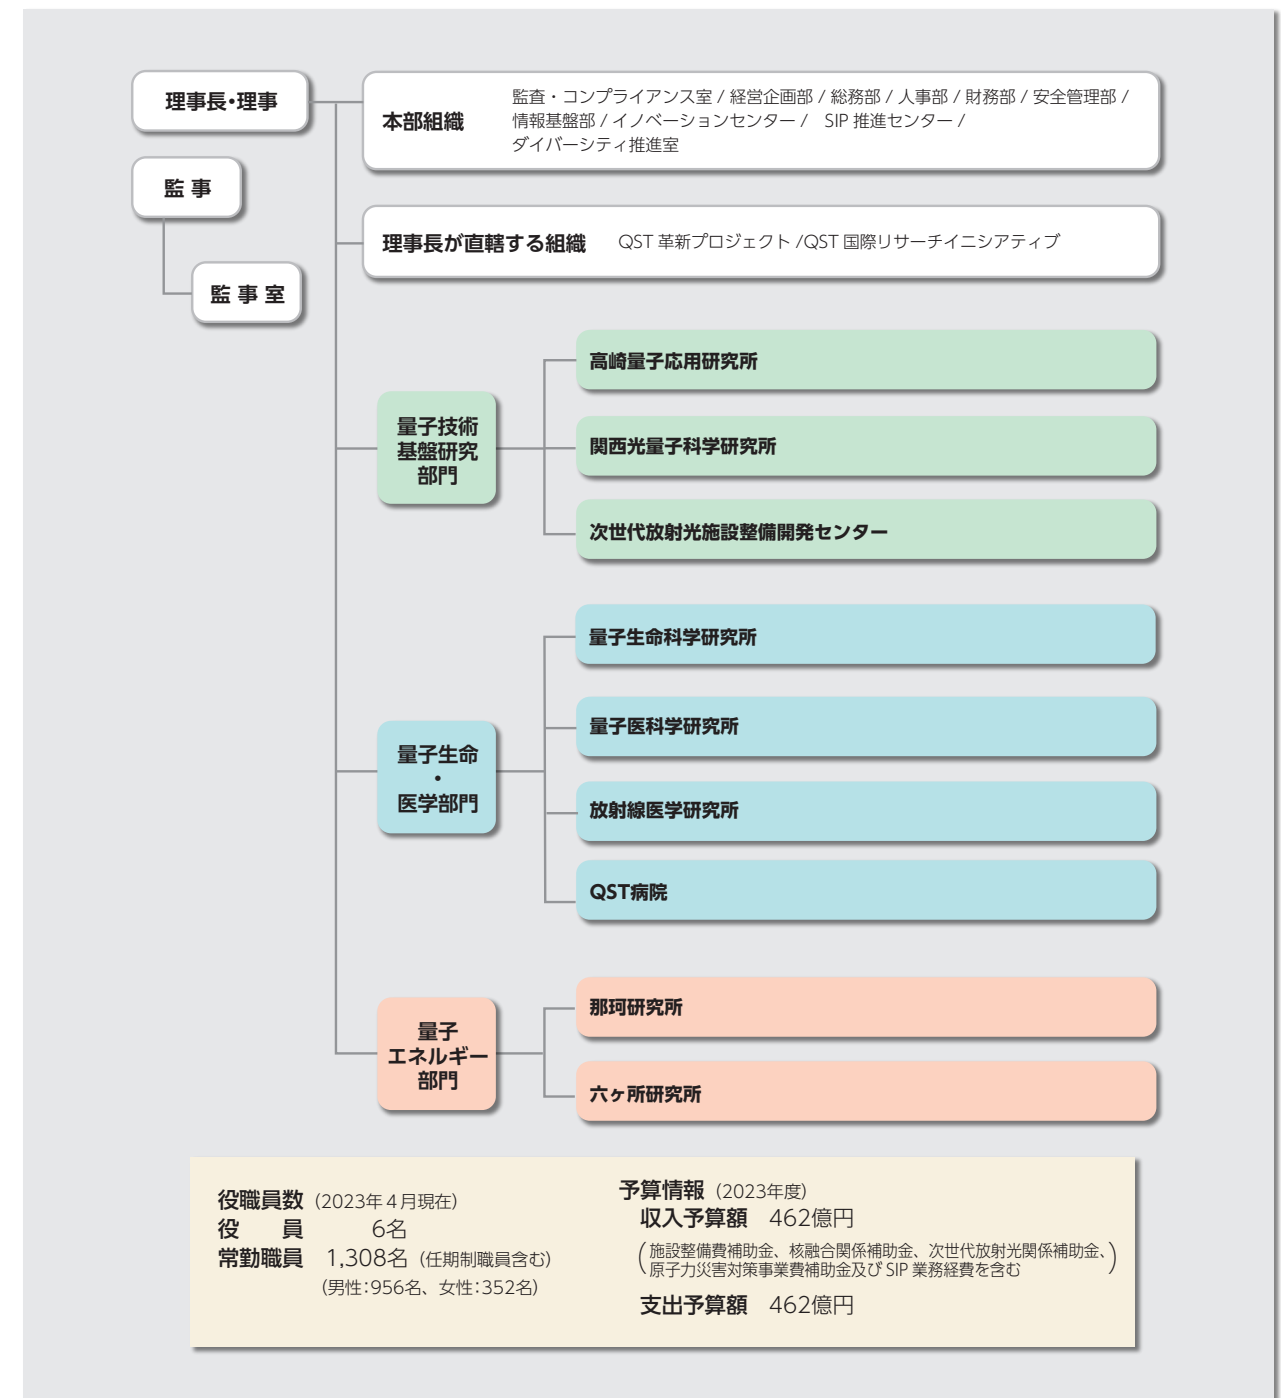 理事長・理事
本部組織
監査・コンプライアンス室 / 経営企画部 / 総務部 / 人事部 / 財務部 / 安全管理部 /
情報基盤部 / イノベーションセンター / SIP 推進センター /
ダイバーシティ推進室
監 事
監 事 室
理事長が直轄する組織
QST 革新プロジェクト /QST 国際リサーチイニシアティブ
量子技術
基盤研究
部門
高崎量子応用研究所
関西光量子科学研究所
次世代放射光施設整備開発センター
量子生命
・
医学部門
量子生命科学研究所
量子医科学研究所
放射線医学研究所
QST病院
量子
エネルギー
部門
那珂研究所
六ヶ所研究所
役職員数 (2023年4月現在)
役 員 6名
常勤職員 1,308名 (任期制職員含む)
(男性:956名、女性:352名)
予算情報 (2023年度)
収入予算額 462億円
(施設整備費補助金、核融合関係補助金、次世代放射光関係補助金、
原子力災害対策事業費補助金及び SIP 業務経費を含む)
支出予算額 462億円